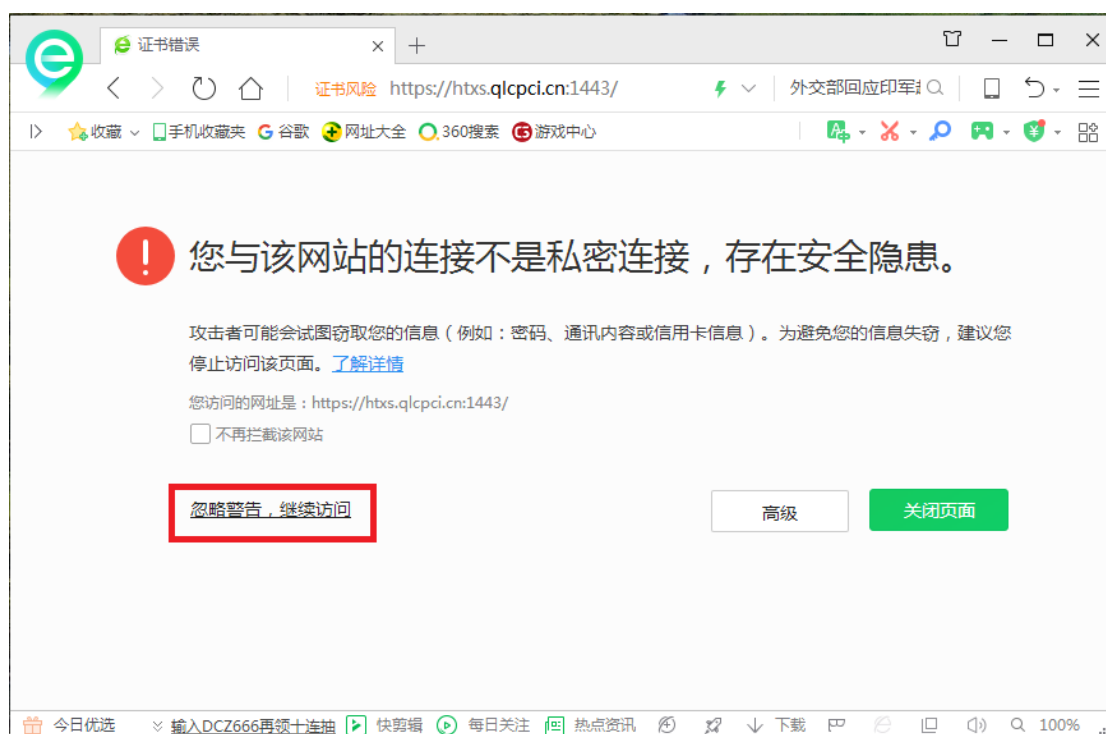 证书错误
证书风险 https://htxs.qlcpci.cn:1443/ 外交部回应印军
收藏 手机收藏夹 谷歌 网址大全 360搜索 游戏中心
您与该网站的连接不是私密连接，存在安全隐患。
攻击者可能会试图窃取您的信息（例如：密码、通讯内容或信用卡信息）。为避免您的信息失窃，建议您
停止访问该页面。了解详情
您访问的网址是：https://htxs.qlcpci.cn:1443/
不再拦截该网站
忽略警告，继续访问 高级 关闭页面
今日优选 输入DCZ666再领十连抽 快剪辑 每日关注 热点资讯 下载 100%